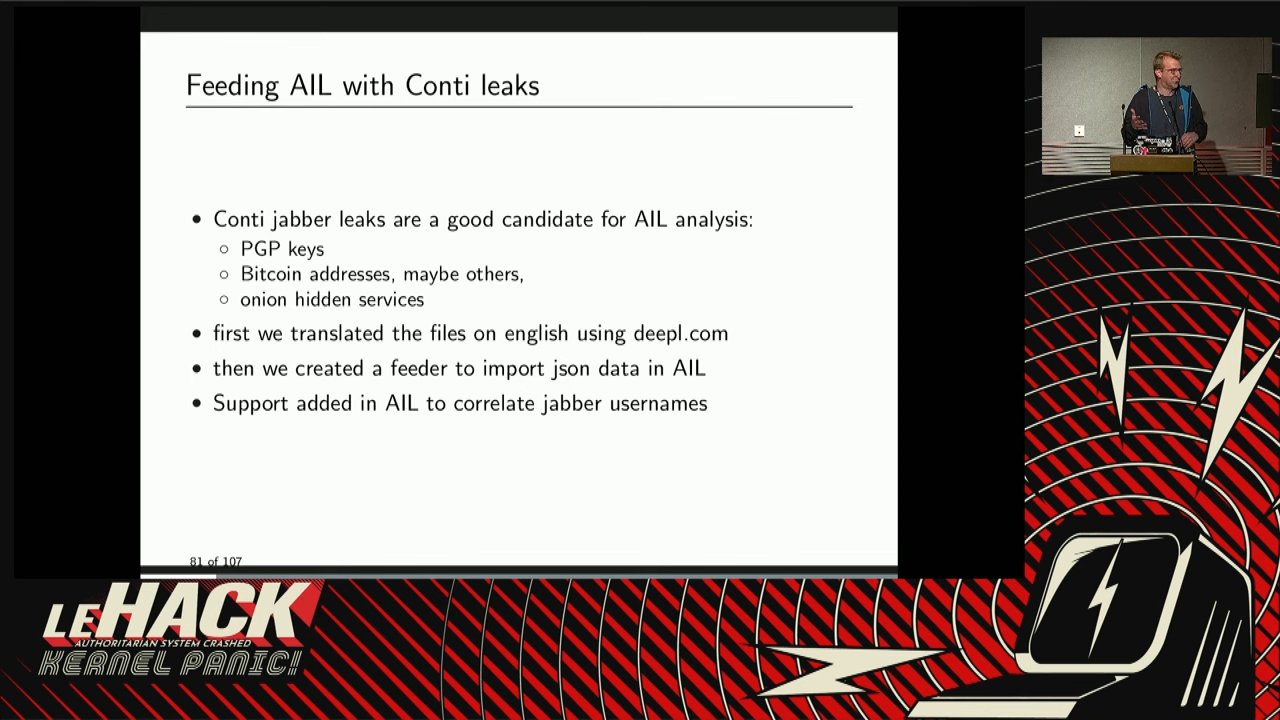 Feeding AIL with Conti leaks
• Conti jabber leaks are a good candidate for AIL analysis:
○ PGP keys
○ Bitcoin addresses, maybe others,
○ onion hidden services
• first we translated the files on english using deepl.com
• then we created a feeder to import json data in AIL
• Support added in AIL to correlate jabber usernames
81 of 107
LEHACK
AUTHORITARIAN SYSTEM CRASHED
KERNEL PANIC!